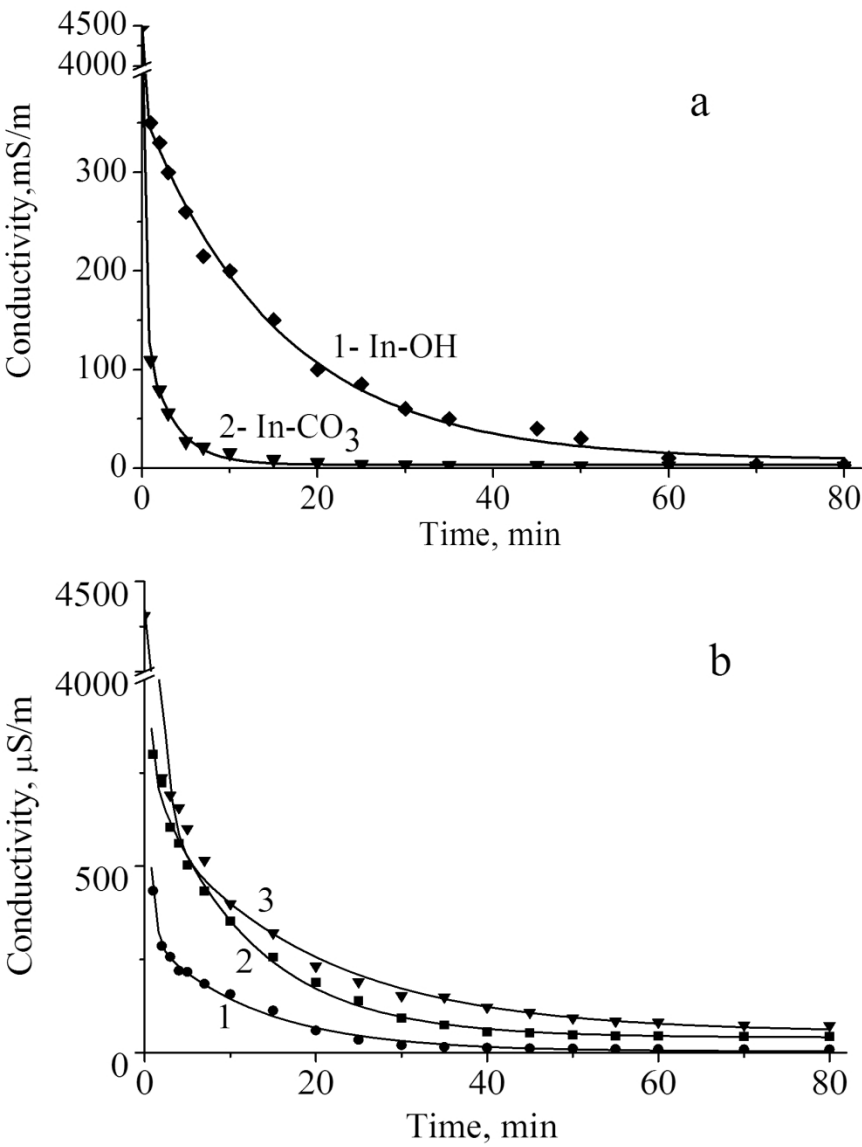 4500
4000
a
300
200
100
0
Conductivity,mS/m
1- In-OH
2- In-CO3
0 20 40 60 80
Time, min
4500
b
4000
500
0
Conductivity, μS/m
3
2
1
0 20 40 60 80
Time, min